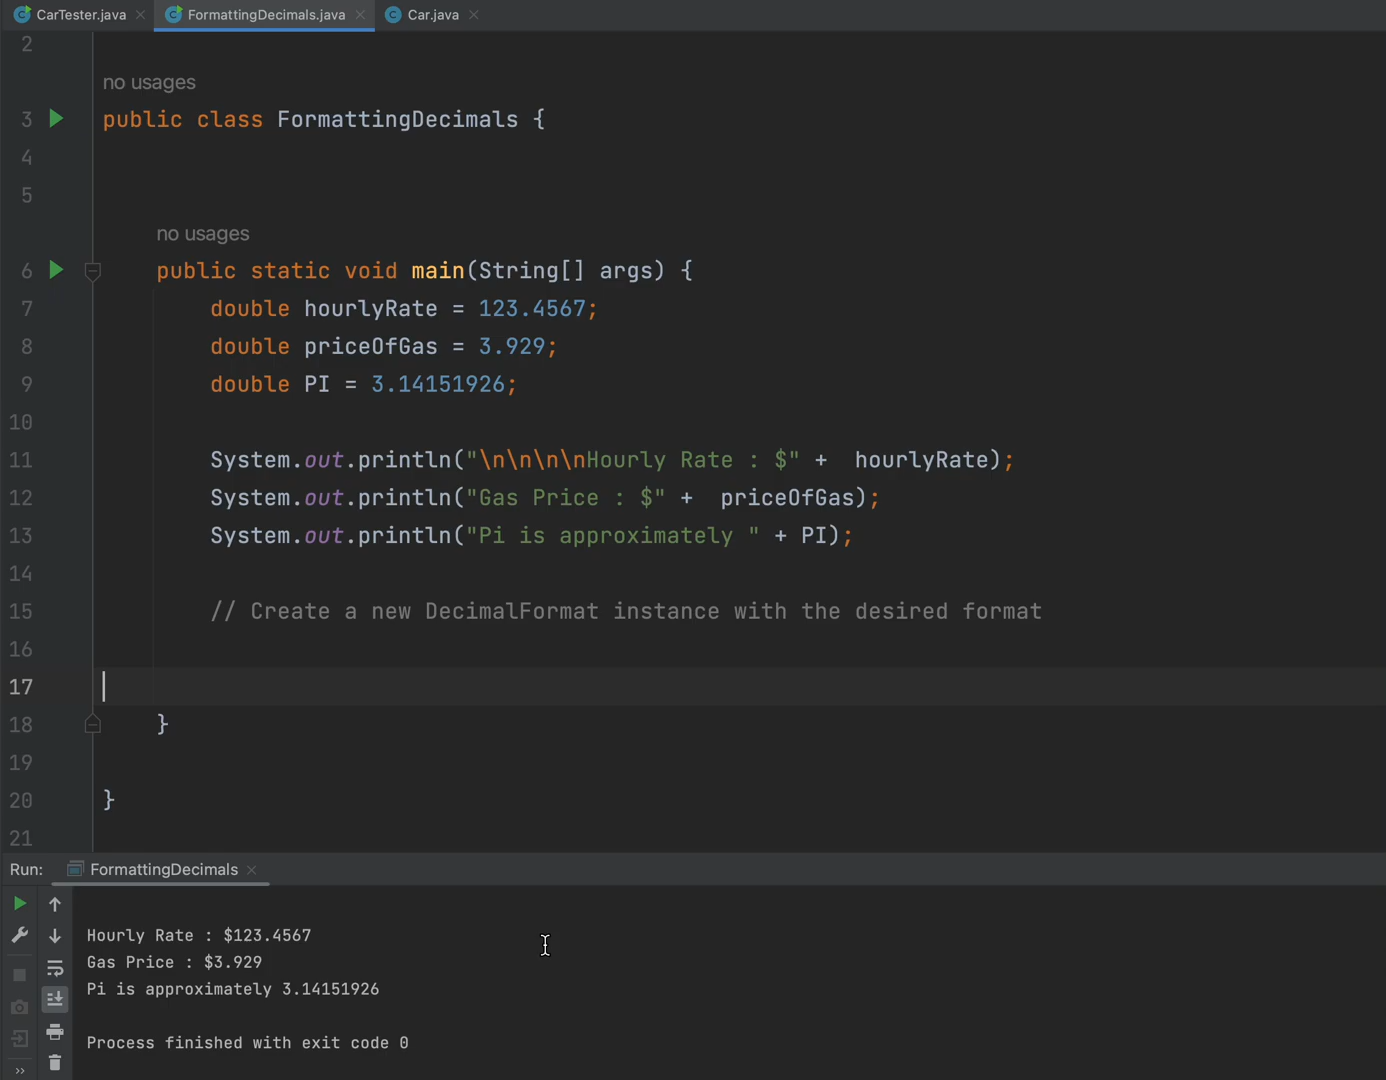 CarTester.java
FormattingDecimals.java
Car.java
2
no usages
3 public class FormattingDecimals {
4
5
no usages
6 public static void main(String[] args) {
7 double hourlyRate = 123.4567;
8 double priceOfGas = 3.929;
9 double PI = 3.14151926;
10
11 System.out.println("\n\n\n\nHourly Rate : $" +  hourlyRate);
12 System.out.println("Gas Price : $" +  priceOfGas);
13 System.out.println("Pi is approximately " + PI);
14
15 // Create a new DecimalFormat instance with the desired format
16
17
18 }
19
20 }
21
Run: FormattingDecimals
Hourly Rate : $123.4567
Gas Price : $3.929
Pi is approximately 3.14151926
Process finished with exit code 0